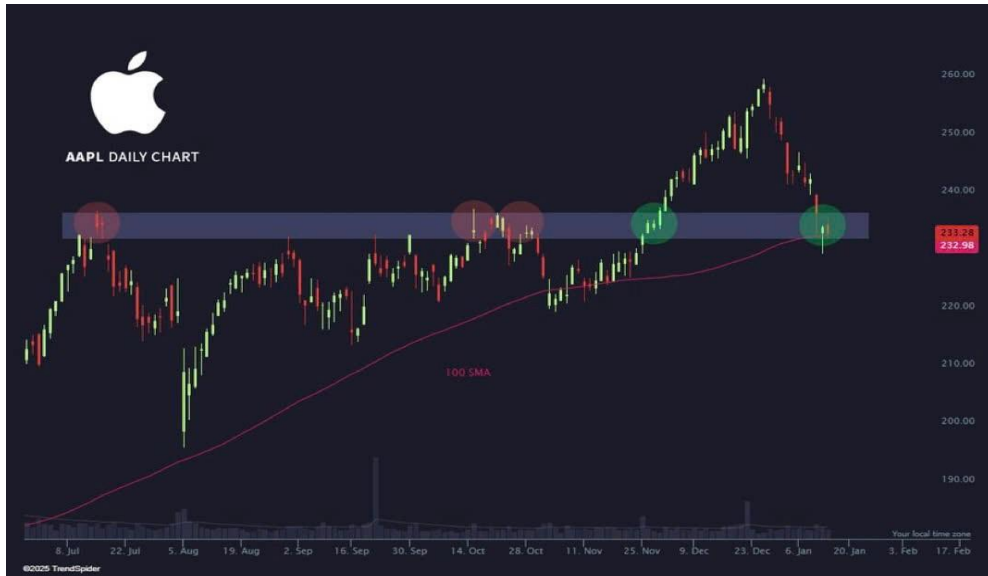 260.00
AAPL DAILY CHART
250.00
240.00
233.28
232.98
220.00
100 SMA
210.00
200.00
190.00
Your local time zone
8. Jul 22. Jul 5. Aug 19. Aug 2. Sep 16. Sep 30. Sep 14. Oct 28. Oct 11. Nov 25. Nov 9. Dec 23. Dec 6. Jan 20. Jan 3. Feb 17. Feb
©2025 TrendSpider